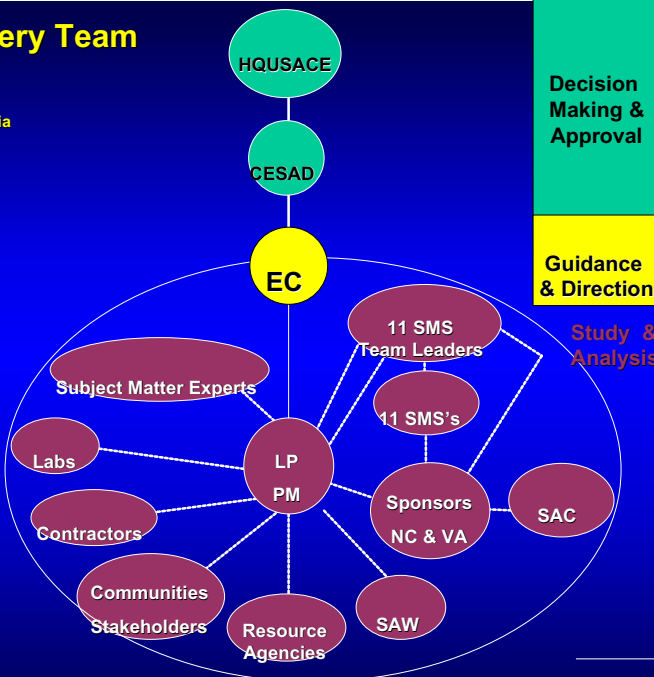 ery Team
ia
HQUSACE
CESAD
EC
Decision
Making &
Approval
Guidance
& Direction
Study &
Analysis
11 SMS
Team Leaders
Subject Matter Experts
11 SMS's
Labs
LP
PM
Sponsors
NC & VA
SAC
Contractors
Communities
Stakeholders
Resource
Agencies
SAW